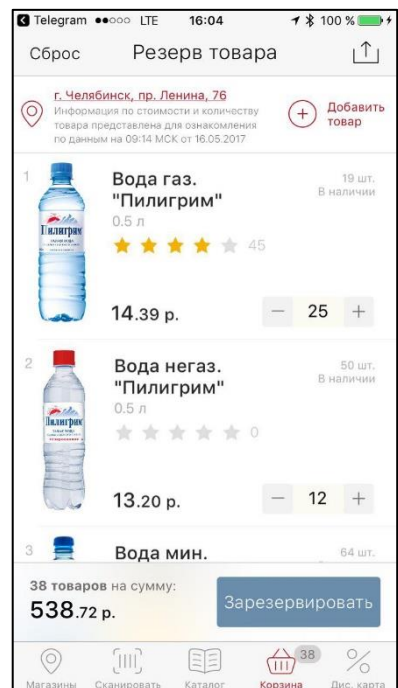 Telegram LTE 16:04 100 %
Сброс Резерв товара
г. Челябинск, пр. Ленина, 76
Информация по стоимости и количеству
товара представлена для ознакомления
по данным на 09:14 МСК от 16.05.2017
Добавить
товар
1
Вода газ.
"Пилигрим"
0.5 л
45
19 шт.
В наличии
Пилигрим
14.39 р.
− 25 +
2
Вода негаз.
"Пилигрим"
0.5 л
0
50 шт.
В наличии
Пилигрим
13.20 р.
− 12 +
3
Вода мин.
64 шт.
38 товаров на сумму:
538.72 р.
Зарезервировать
38
Магазины Сканировать Каталог Корзина Дис. карта